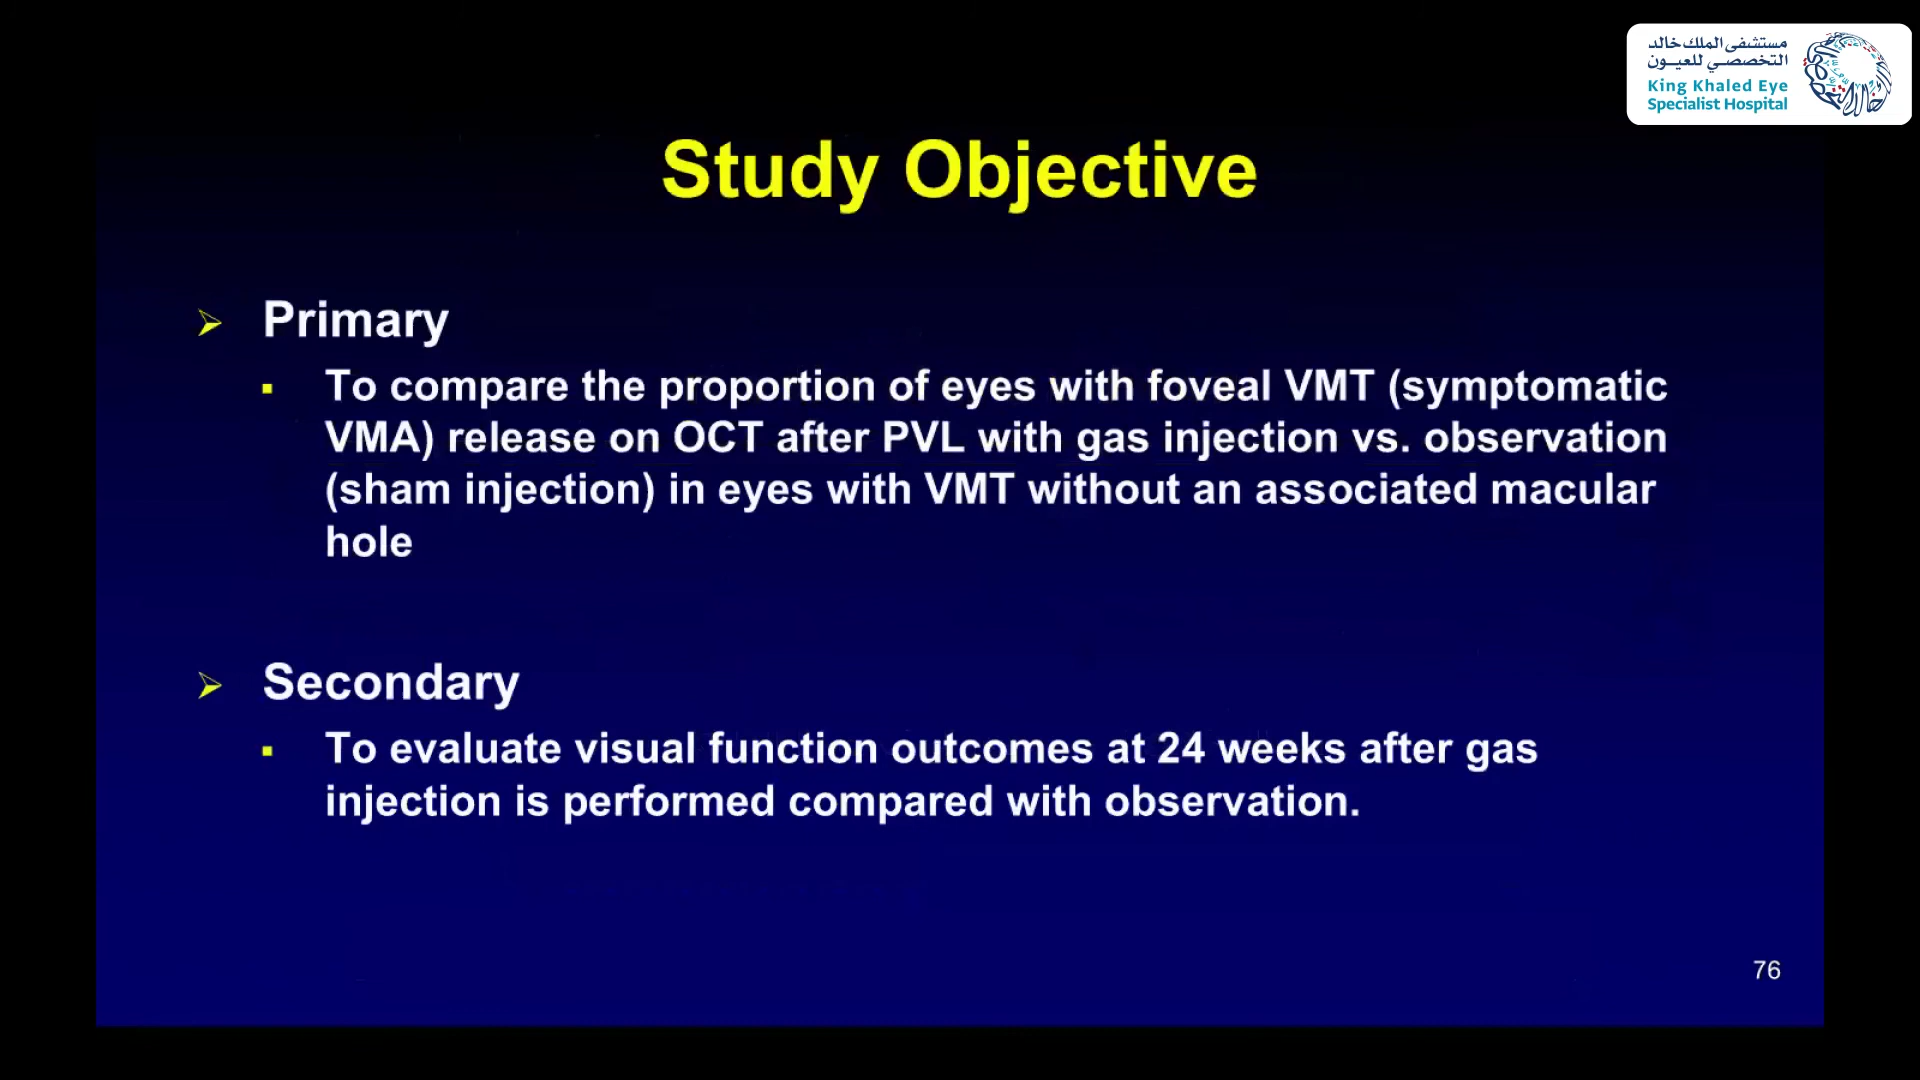 مستشفى الملك خالد
التخصصي للعيون
King Khaled Eye
Specialist Hospital
Study Objective
Primary
To compare the proportion of eyes with foveal VMT (symptomatic
VMA) release on OCT after PVL with gas injection vs. observation
(sham injection) in eyes with VMT without an associated macular
hole
Secondary
To evaluate visual function outcomes at 24 weeks after gas
injection is performed compared with observation.
76